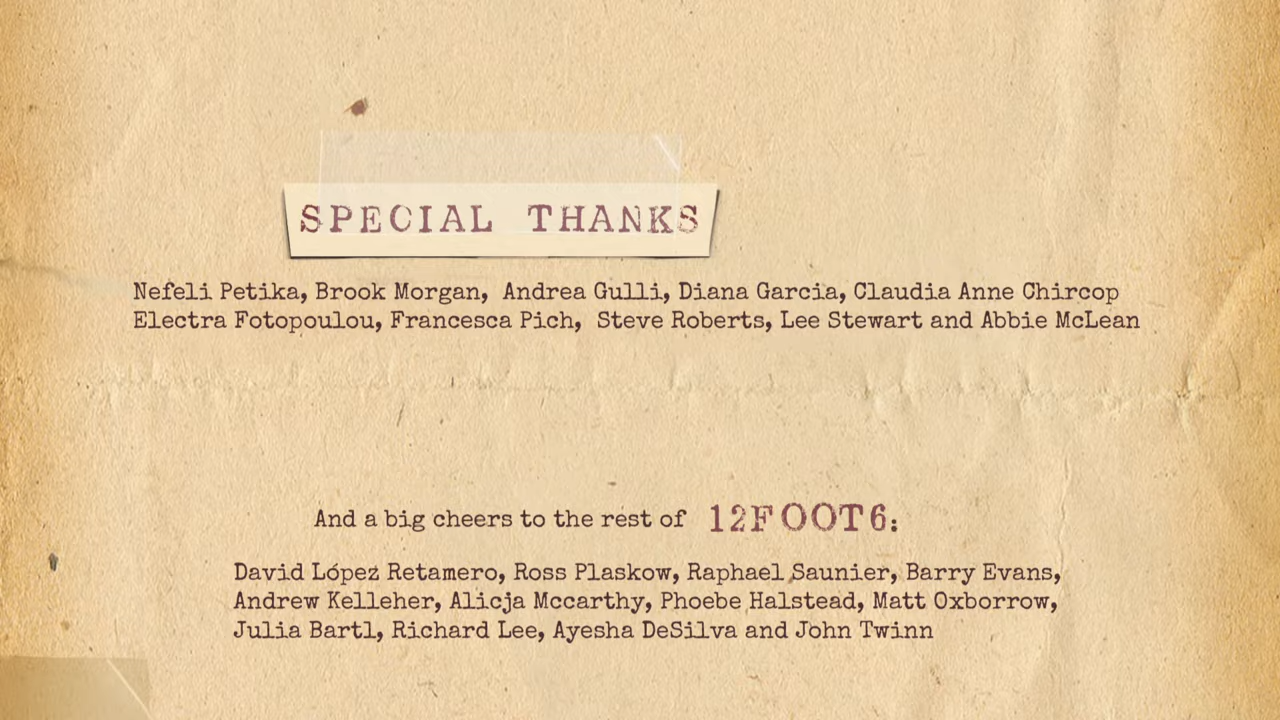 SPECIAL THANKS
Nefeli Petika, Brook Morgan, Andrea Gulli, Diana Garcia, Claudia Anne Chircop
Electra Fotopoulou, Francesca Pich, Steve Roberts, Lee Stewart and Abbie McLean
And a big cheers to the rest of 12FOOT6:
David López Retamero, Ross Plaskow, Raphael Saunier, Barry Evans,
Andrew Kelleher, Alicja Mccarthy, Phoebe Halstead, Matt Oxborrow,
Julia Bartl, Richard Lee, Ayesha DeSilva and John Twinn